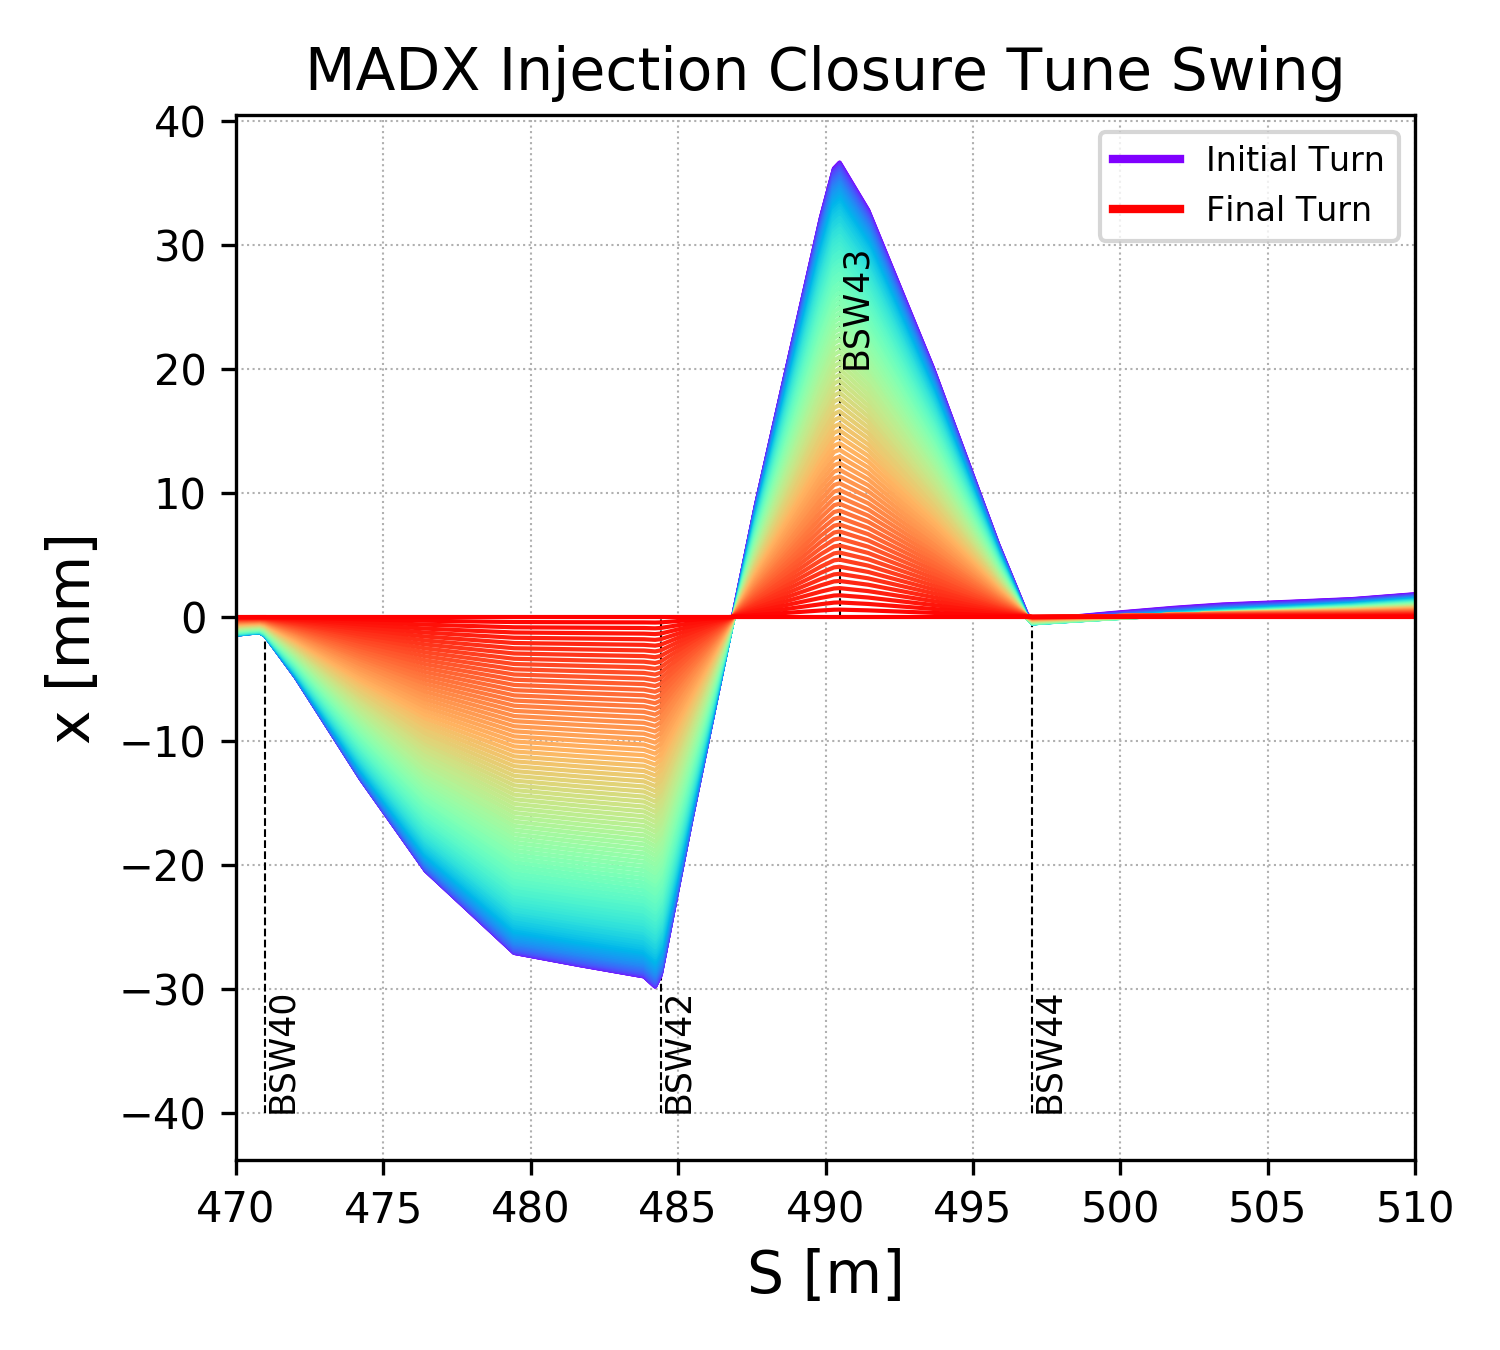 MADX Injection Closure Tune Swing
Initial Turn
Final Turn
x [mm]
40
30
20
10
0
−10
−20
−30
−40
BSW40
BSW42
BSW43
BSW44
470 475 480 485 490 495 500 505 510
S [m]